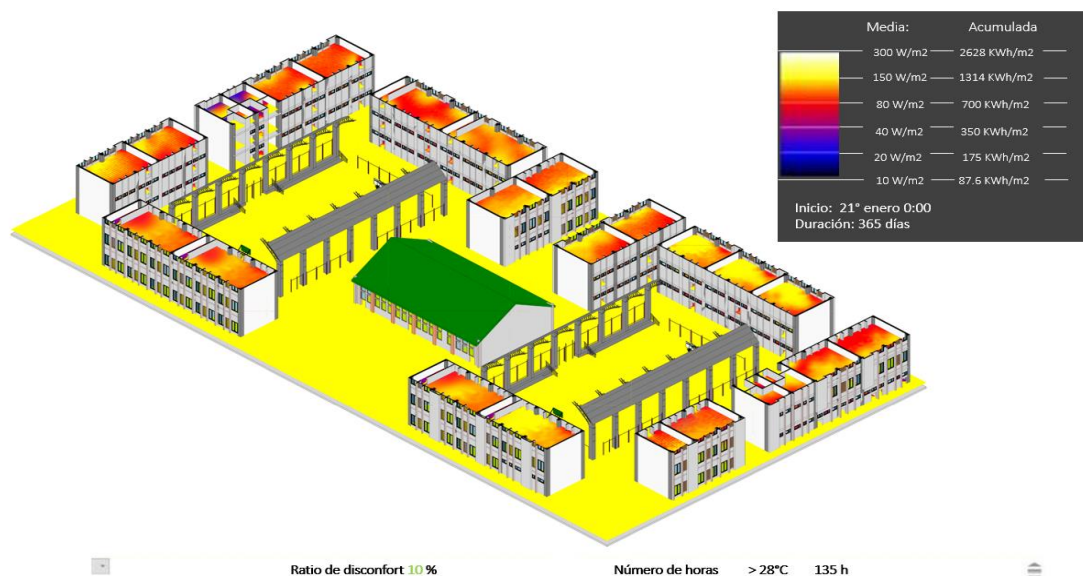 Media: Acumulada
300 W/m2 2628 KWh/m2
150 W/m2 1314 KWh/m2
80 W/m2 700 KWh/m2
40 W/m2 350 KWh/m2
20 W/m2 175 KWh/m2
10 W/m2 87.6 KWh/m2
Inicio: 21° enero 0:00
Duración: 365 días
Ratio de disconfort 10 % Número de horas > 28°C 135 h